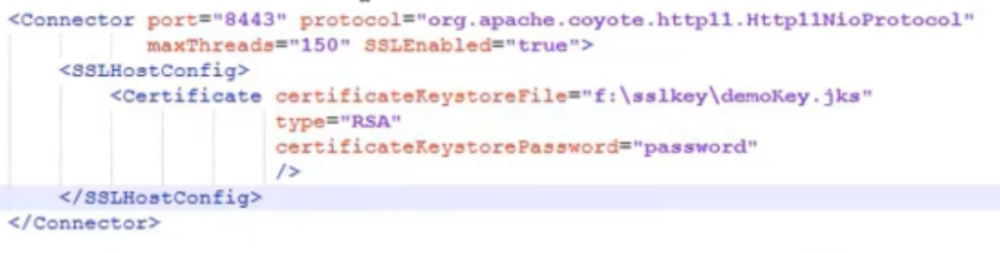 <Connector port="8443" protocol="org.apache.coyote.http11.Http11NioProtocol"
maxThreads="150" SSLEnabled="true">
<SSLHostConfig>
<Certificate certificateKeystoreFile="f:\sslkey\demoKey.jks"
type="RSA"
certificateKeystorePassword="password"
/>
</SSLHostConfig>
</Connector>